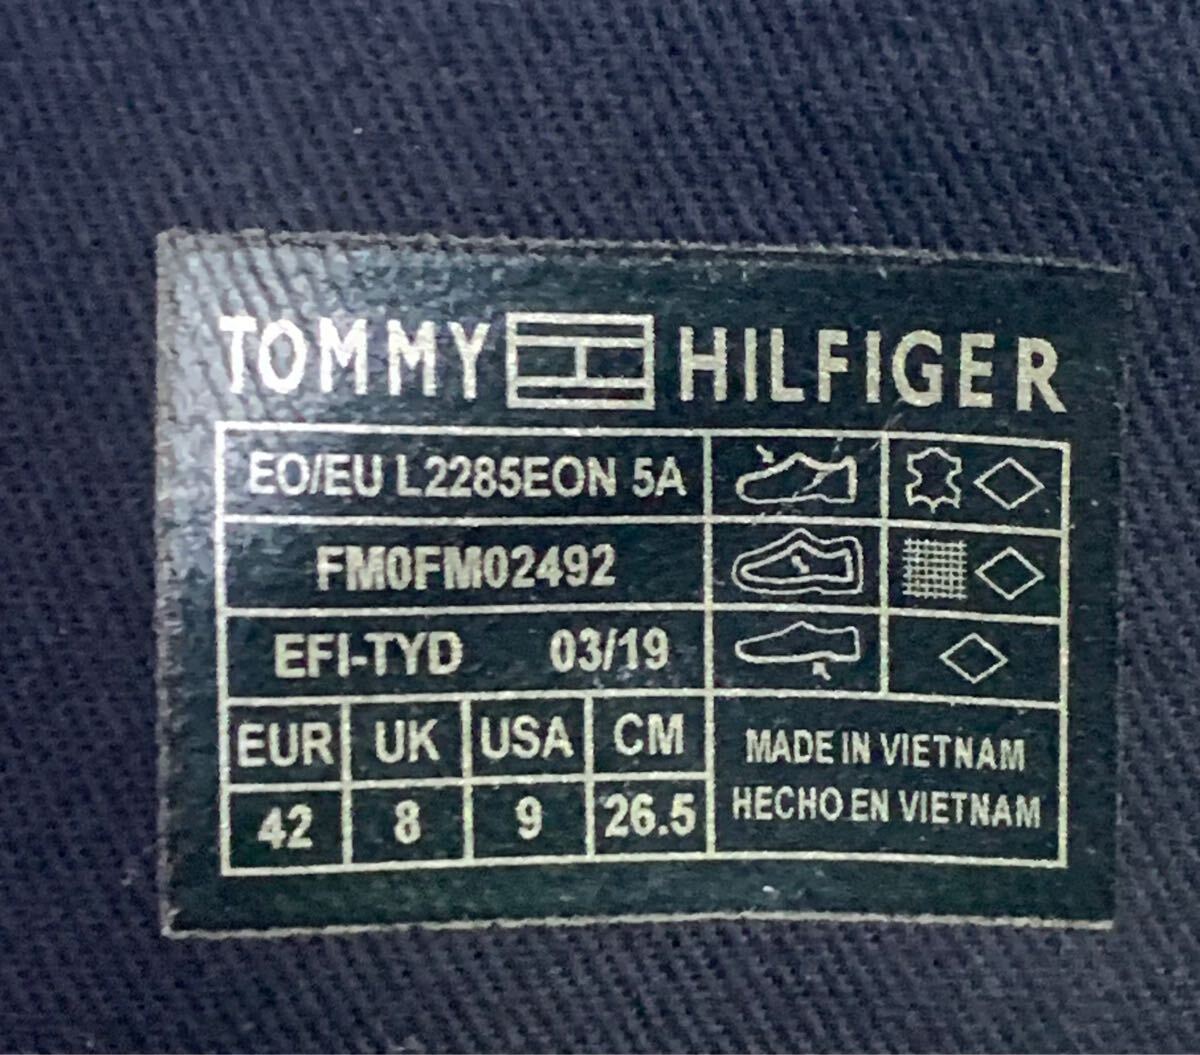 TOMMY HILFIGER
EO/EU L2285EON 5A
FM0FM02492
EFI-TYD 03/19
EUR UK USA CM
42 8 9 26.5
MADE IN VIETNAM
HECHO EN VIETNAM